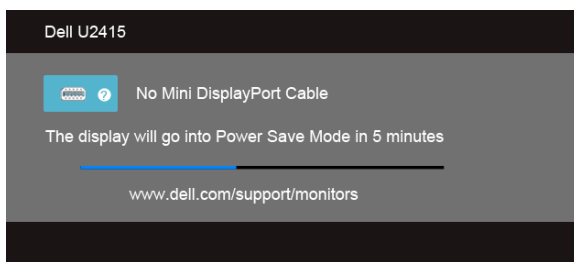 Dell U2415
?
No Mini DisplayPort Cable
The display will go into Power Save Mode in 5 minutes
www.dell.com/support/monitors